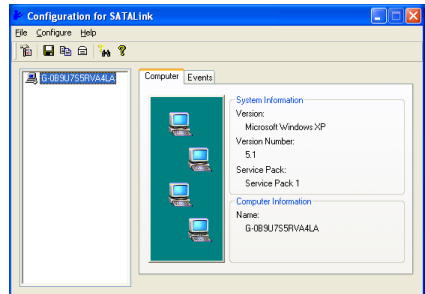 Configuration for SATALink
File Configure Help
G-0B9U7S5RVA4LA
Computer Events
System Information
Version:
Microsoft Windows XP
Version Number:
5.1
Service Pack:
Service Pack 1
Computer Information
Name:
G-0B9U7S5RVA4LA